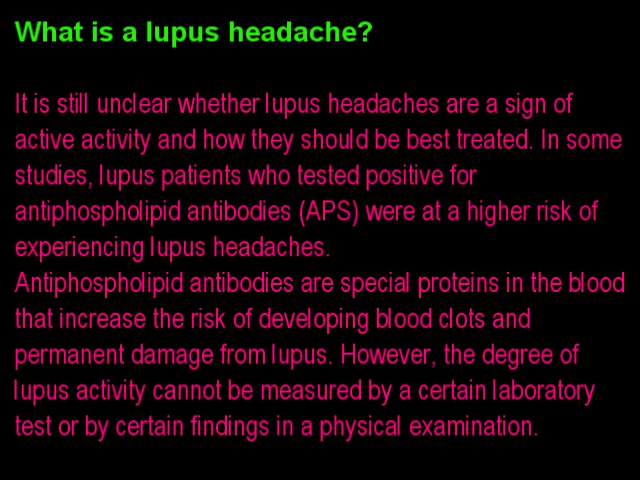 What is a lupus headache?
It is still unclear whether lupus headaches are a sign of
active activity and how they should be best treated. In some
studies, lupus patients who tested positive for
antiphospholipid antibodies (APS) were at a higher risk of
experiencing lupus headaches.
Antiphospholipid antibodies are special proteins in the blood
that increase the risk of developing blood clots and
permanent damage from lupus. However, the degree of
lupus activity cannot be measured by a certain laboratory
test or by certain findings in a physical examination.